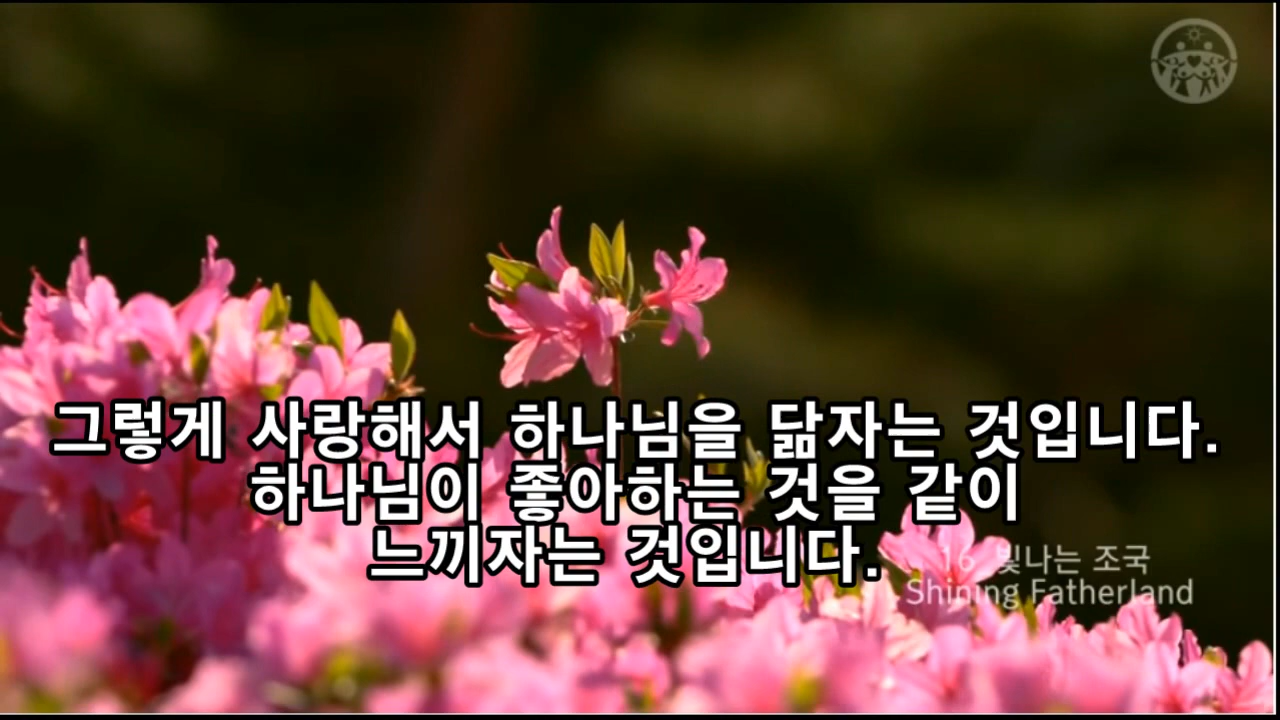 그렇게 사랑해서 하나님을 닮자는 것입니다.
하나님이 좋아하는 것을 같이
느끼자는 것입니다.
16. 빛나는 조국
Shining Fatherland